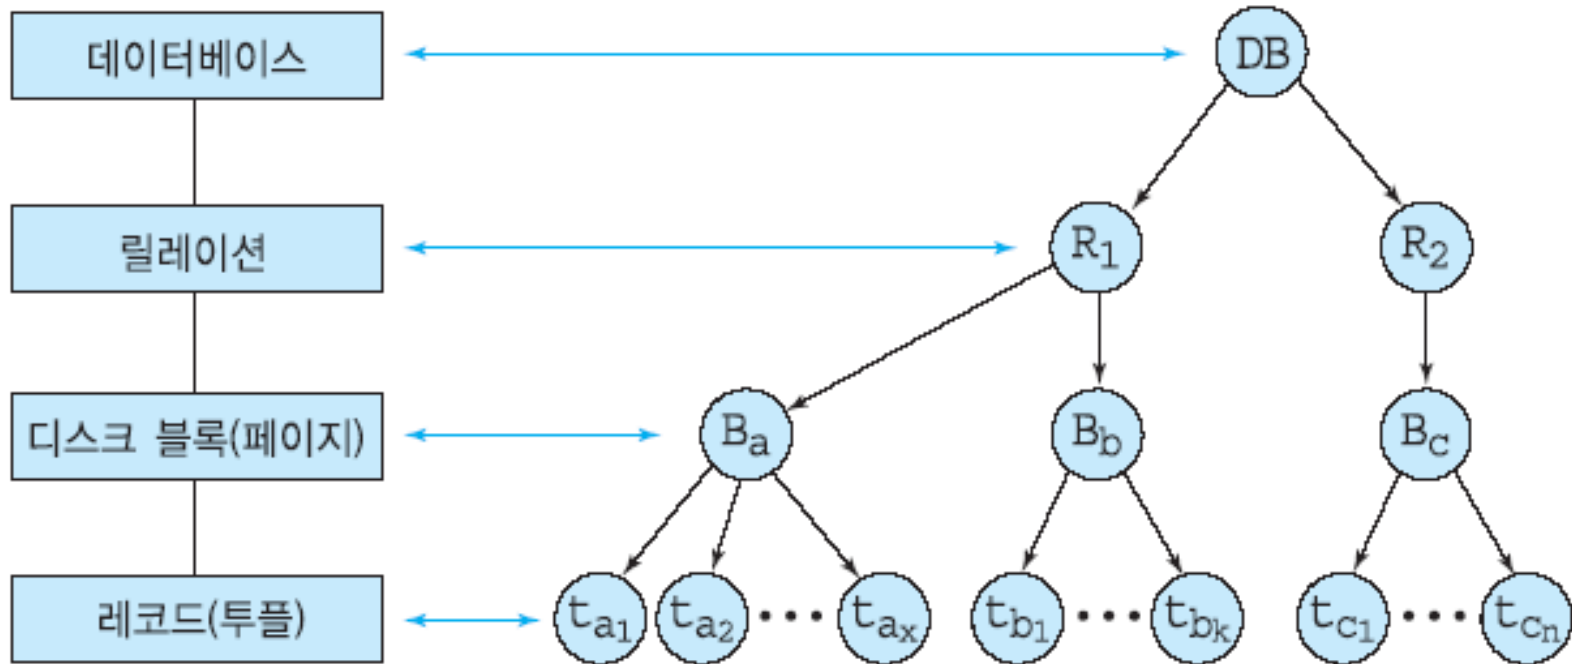 데이터베이스
DB
릴레이션
R1
R2
디스크 블록(페이지)
Ba
Bb
Bc
레코드(투플)
ta1
ta2
...
tax
tb1
...
tbk
tc1
...
tcn